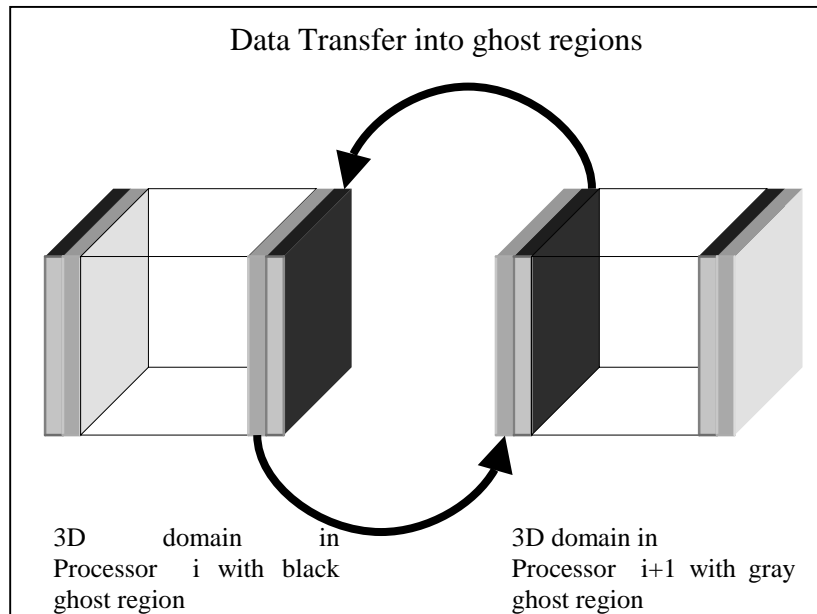 Data Transfer into ghost regions
3D domain in
Processor i with black
ghost region
3D domain in
Processor i+1 with gray
ghost region